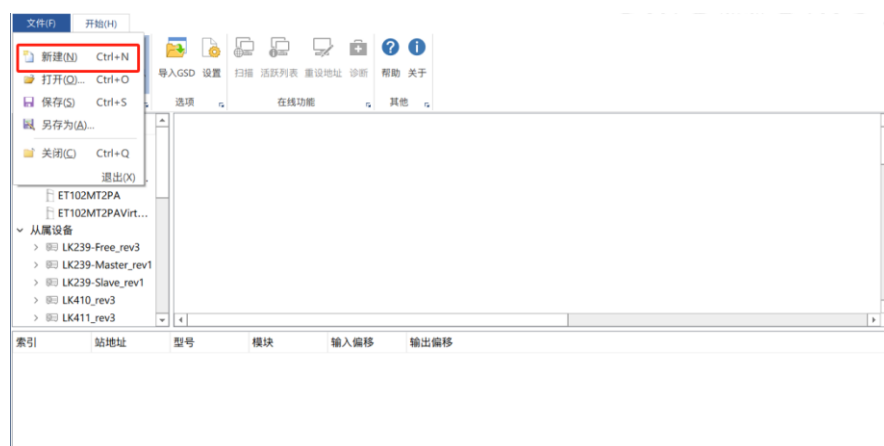 文件(F) 开始(H)
新建(N) Ctrl+N
打开(O)... Ctrl+O
保存(S) Ctrl+S
另存为(A)...
关闭(C) Ctrl+Q
退出(X)
导入GSD 设置 扫描 活跃列表 重设地址 诊断 帮助 关于
选项 在线功能 其他
ET102MT2PA
ET102MT2PAVirt...
从属设备
LK239-Free_rev3
LK239-Master_rev1
LK239-Slave_rev1
LK410_rev3
LK411_rev3
索引 站地址 型号 模块 输入偏移 输出偏移